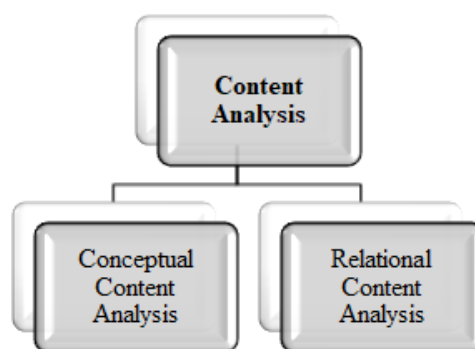 Content
Analysis
Conceptual
Content
Analysis
Relational
Content
Analysis